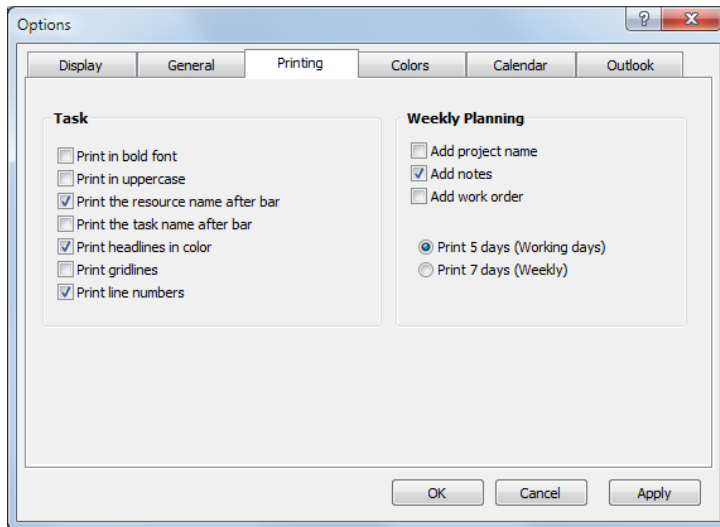 Options
?
X
Display General Printing Colors Calendar Outlook
Task
Print in bold font
Print in uppercase
Print the resource name after bar
Print the task name after bar
Print headlines in color
Print gridlines
Print line numbers
Weekly Planning
Add project name
Add notes
Add work order
Print 5 days (Working days)
Print 7 days (Weekly)
OK Cancel Apply